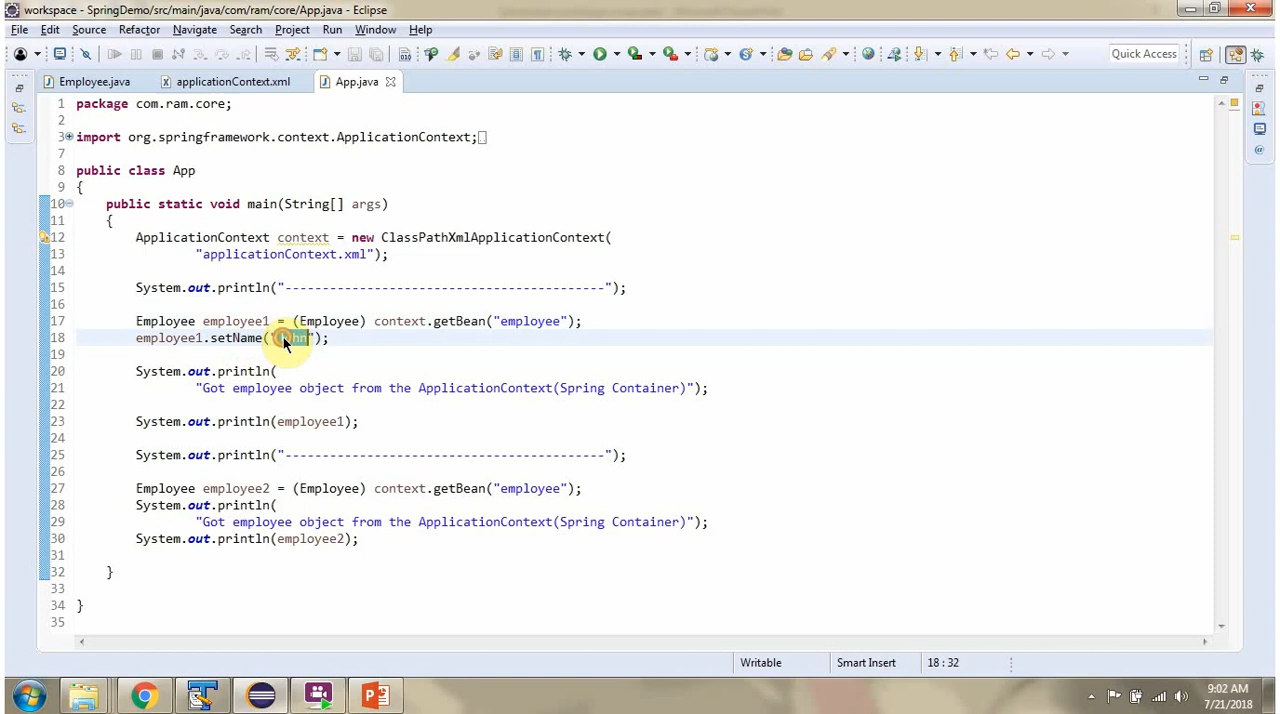 workspace - SpringDemo/src/main/java/com/ram/core/App.java - Eclipse
File Edit Source Refactor Navigate Search Project Run Window Help
Quick Access
Employee.java applicationContext.xml App.java
1 package com.ram.core;
2
3 import org.springframework.context.ApplicationContext;
7
8 public class App
9 {
10 public static void main(String[] args)
11 {
12 ApplicationContext context = new ClassPathXmlApplicationContext(
13 "applicationContext.xml");
14
15 System.out.println("-------------------------------------------");
16
17 Employee employee1 = (Employee) context.getBean("employee");
18 employee1.setName("John");
19
20 System.out.println(
21 "Got employee object from the ApplicationContext(Spring Container)");
22
23 System.out.println(employee1);
24
25 System.out.println("-------------------------------------------");
26
27 Employee employee2 = (Employee) context.getBean("employee");
28 System.out.println(
29 "Got employee object from the ApplicationContext(Spring Container)");
30 System.out.println(employee2);
31
32 }
33
34 }
35
Writable Smart Insert 18 : 32
9:02 AM
7/21/2018